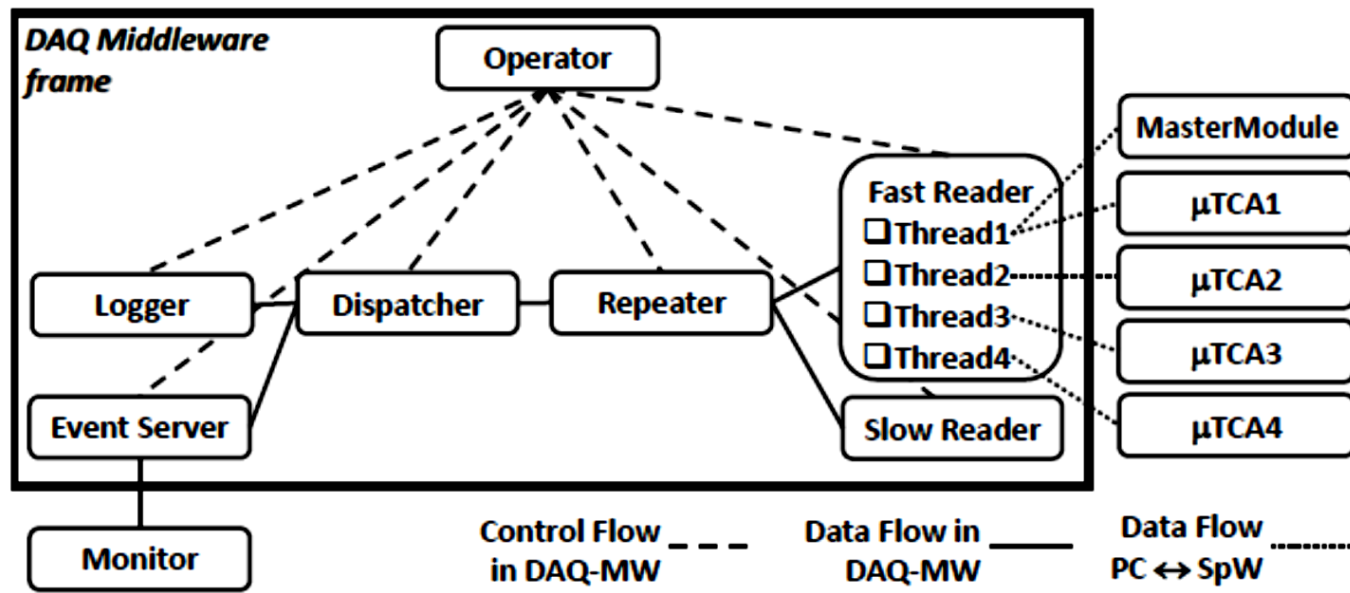 DAQ Middleware
frame
Operator
MasterModule
Fast Reader
❑Thread1
❑Thread2
❑Thread3
❑Thread4
μTCA1
μTCA2
μTCA3
μTCA4
Logger
Dispatcher
Repeater
Event Server
Slow Reader
Monitor
Control Flow
in DAQ-MW
Data Flow in
DAQ-MW
Data Flow
PC ↔ SpW